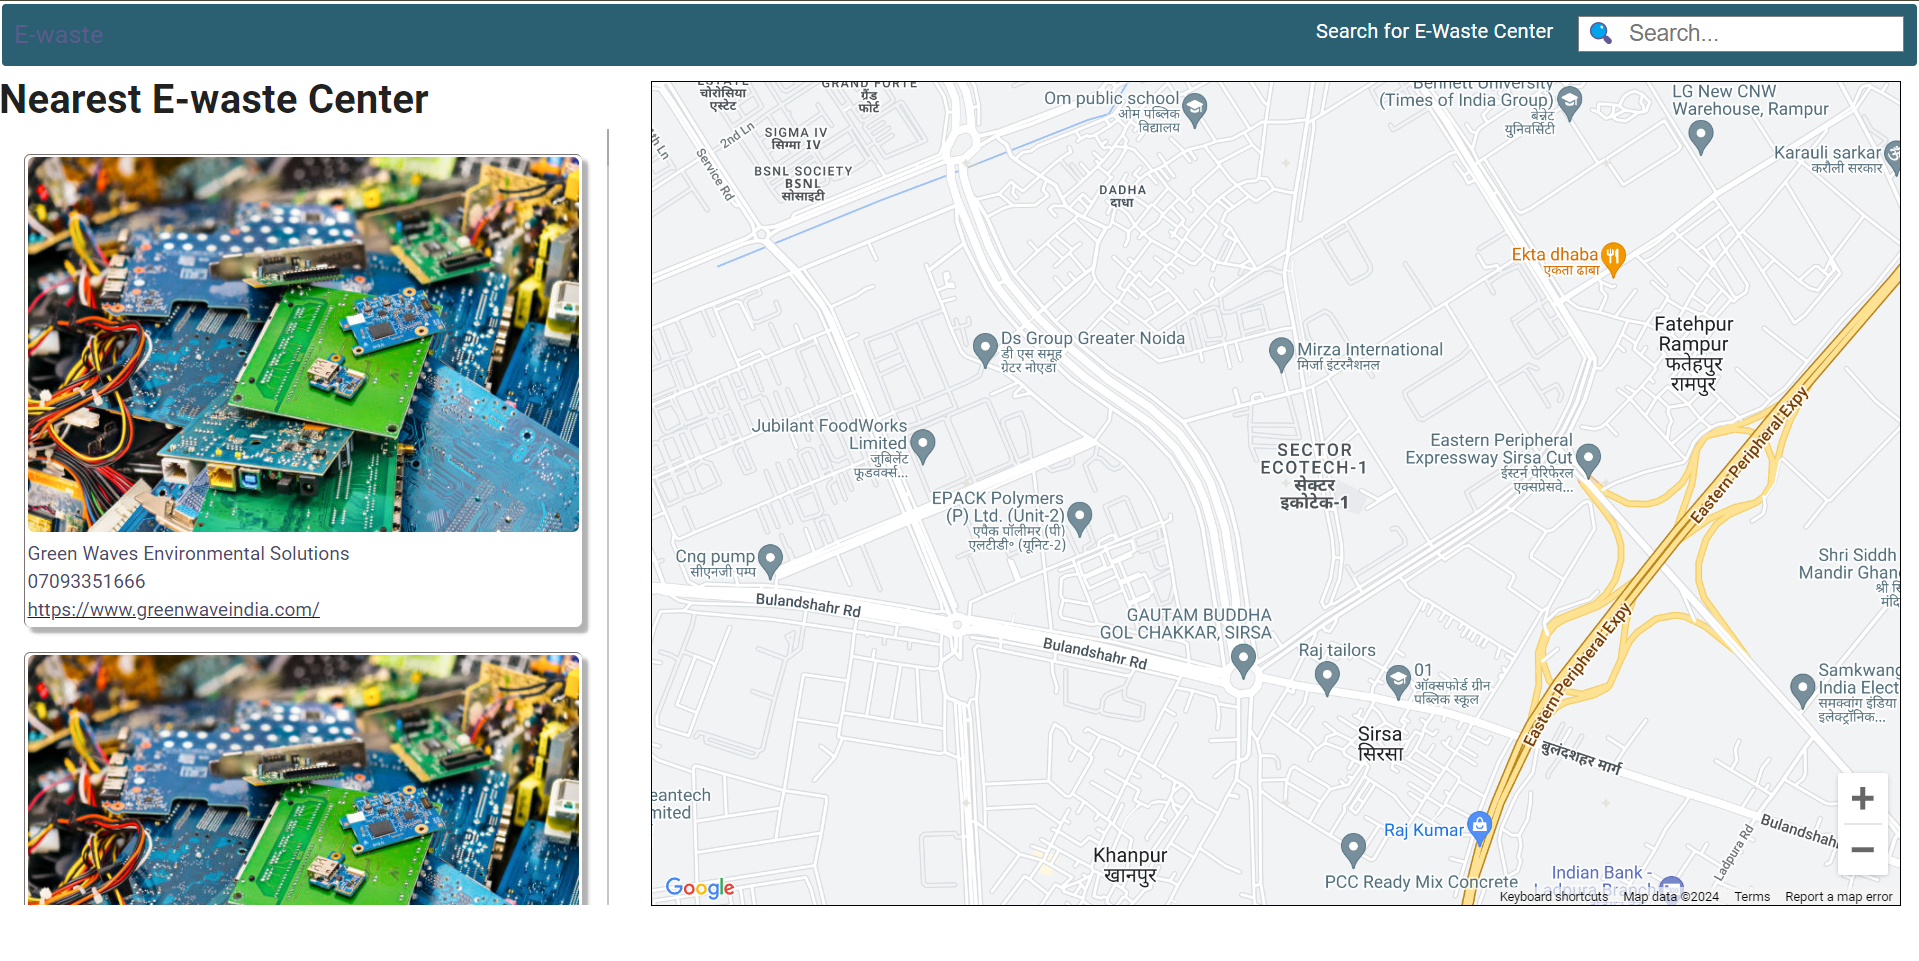 E-waste
Search for E-Waste Center
Search...
Nearest E-waste Center
Green Waves Environmental Solutions
07093351666
https://www.greenwaveindia.com/
चोरोसिया
एस्टेट
GRAND FORTE
ग्रैंड
फोर्ट
2nd Ln
Service Rd
SIGMA IV
सिग्मा IV
BSNL SOCIETY
BSNL
सोसाइटी
Om public school
ओम पब्लिक
विद्यालय
DADHA
दाधा
Bennett University
(Times of India Group)
बेन्नेट
युनिवर्सिटी
LG New CNW
Warehouse, Rampur
Karauli sarkar
करौली सरकार
Ekta dhaba
एकता ढाबा
Fatehpur
Rampur
फतेहपुर
रामपुर
Ds Group Greater Noida
डी एस समूह
ग्रेटर नोएडा
Mirza International
मिर्जा इंटरनैशनल
Jubilant FoodWorks
Limited
जुबिलेंट
फूडवर्क्स...
SECTOR
ECOTECH-1
सेक्टर
इकोटेक-1
Eastern Peripheral
Expressway Sirsa Cut
ईस्टर्न पेरिफेरल
एक्सप्रेसवे...
Eastern Peripheral Expy
EPACK Polymers
(P) Ltd. (Unit-2)
एपैक पॉलीमर (पी)
एलटीडी॰ (यूनिट-2)
Cng pump
सीएनजी पम्प
Shri Siddh
Mandir Ghan
श्री सि
मंदि
Bulandshahr Rd
Bulandshahr Rd
GAUTAM BUDDHA
GOL CHAKKAR, SIRSA
Raj tailors
01
ऑक्सफोर्ड ग्रीन
पब्लिक स्कूल
Eastern Peripheral Expy
Samkwang
India Elect
समक्वांग इंडिया
इलेक्ट्रॉनिक...
Sirsa
सिरसा
बुलंदशहर मार्ग
eantech
mited
Raj Kumar
Bulandshah
Ladpura Rd
Khanpur
खानपुर
PCC Ready Mix Concrete
Indian Bank -
Ladpura Branch
Google
Keyboard shortcuts
Map data ©2024
Terms
Report a map error